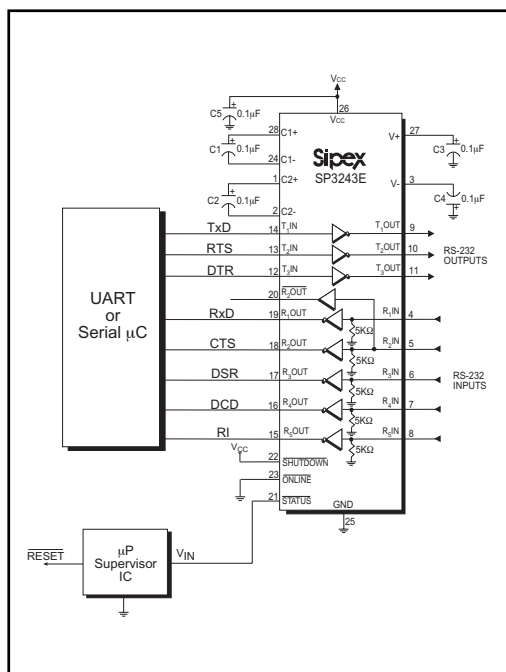 VCC
26
VCC
C5 + 0.1μF
28 C1+
C1 + 0.1μF
24 C1-
1 C2+
C2 + 0.1μF
2 C2-
Sipex
SP3243E
V+ 27
C3 + 0.1μF
V- 3
C4 0.1μF +
UART
or
Serial μC
TxD 14 T1IN T1OUT 9
RTS 13 T2IN T2OUT 10
DTR 12 T3IN T3OUT 11
RS-232
OUTPUTS
20 R2OUT
RxD 19 R1OUT R1IN 4
5KΩ
CTS 18 R2OUT R2IN 5
5KΩ
DSR 17 R3OUT R3IN 6
5KΩ
DCD 16 R4OUT R4IN 7
5KΩ
RI 15 R5OUT R5IN 8
5KΩ
RS-232
INPUTS
VCC
22 SHUTDOWN
23 ONLINE
21 STATUS
GND
25
RESET
μP
Supervisor
IC
VIN